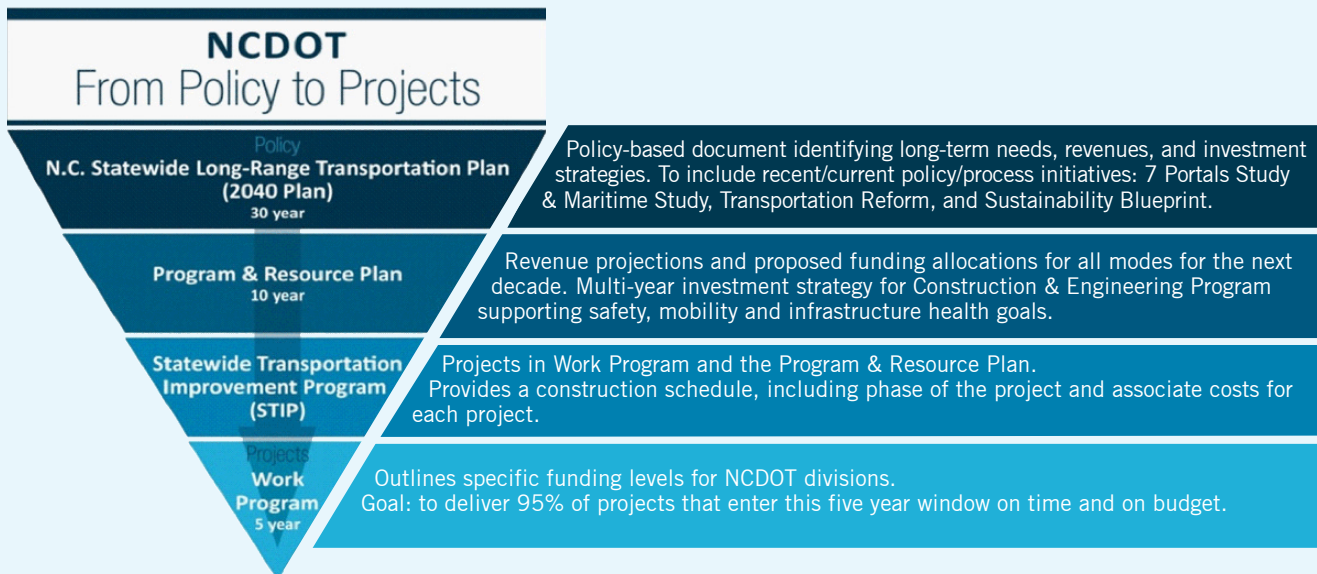 NCDOT
From Policy to Projects
Policy
N.C. Statewide Long-Range Transportation Plan
(2040 Plan)
30 year
Policy-based document identifying long-term needs, revenues, and investment
strategies. To include recent/current policy/process initiatives: 7 Portals Study
& Maritime Study, Transportation Reform, and Sustainability Blueprint.
Program & Resource Plan
10 year
Revenue projections and proposed funding allocations for all modes for the next
decade. Multi-year investment strategy for Construction & Engineering Program
supporting safety, mobility and infrastructure health goals.
Statewide Transportation
Improvement Program
(STIP)
Projects in Work Program and the Program & Resource Plan.
Provides a construction schedule, including phase of the project and associate costs for
each project.
Projects
Work
Program
5 year
Outlines specific funding levels for NCDOT divisions.
Goal: to deliver 95% of projects that enter this five year window on time and on budget.